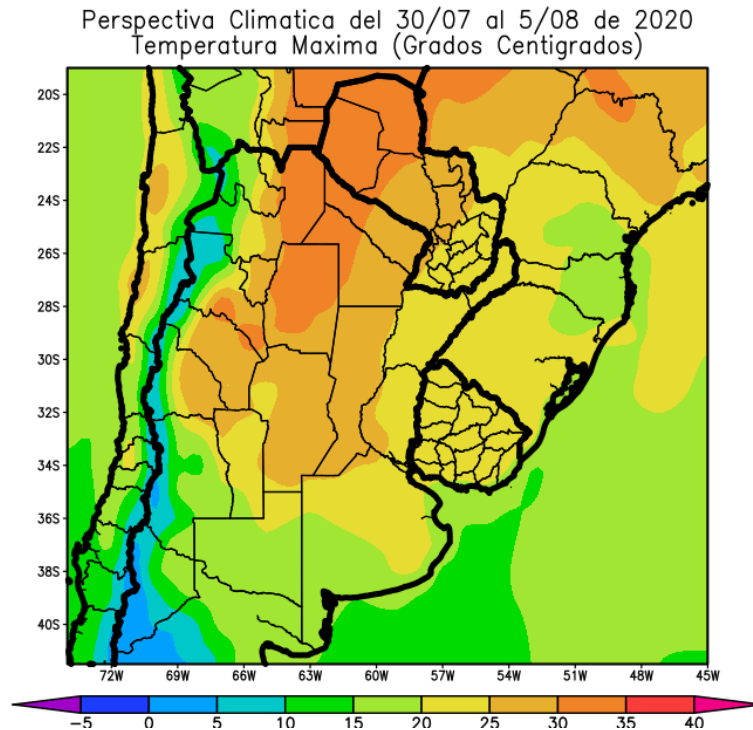 Perspectiva Climatica del 30/07 al 5/08 de 2020
Temperatura Maxima (Grados Centigrados)
20S
22S
24S
26S
28S
30S
32S
34S
36S
38S
40S
72W 69W 66W 63W 60W 57W 54W 51W 48W 45W
−5 0 5 10 15 20 25 30 35 40